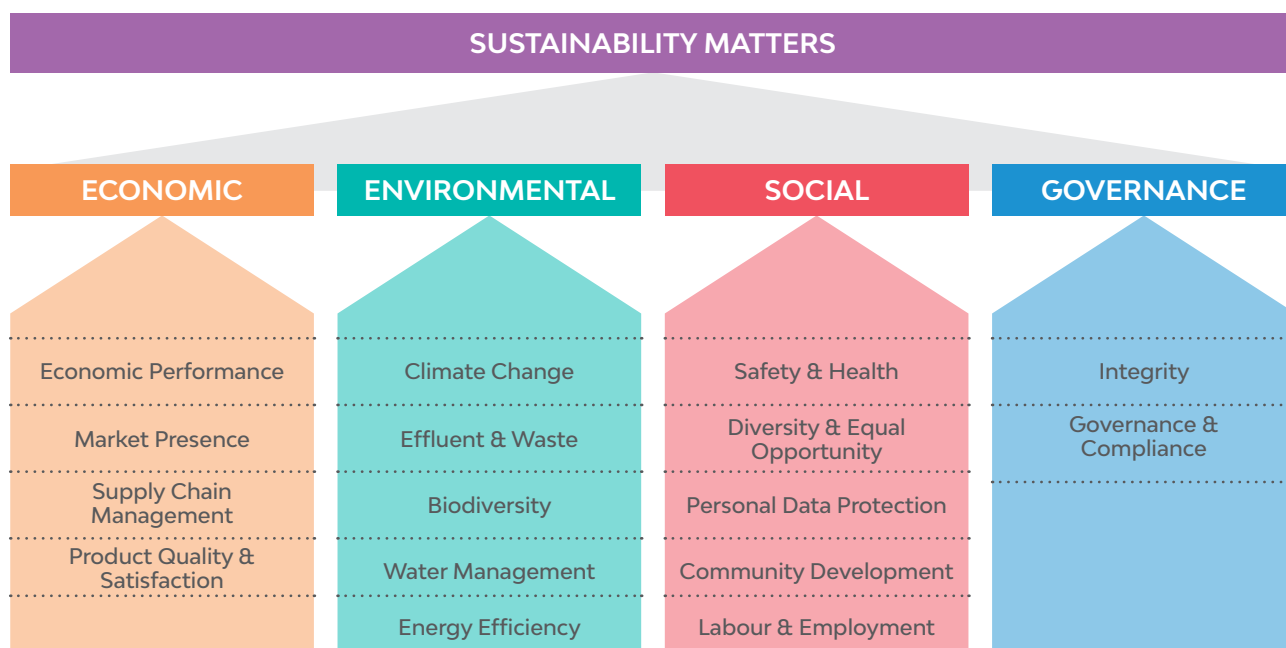 SUSTAINABILITY MATTERS
ECONOMIC
Economic Performance
Market Presence
Supply Chain
Management
Product Quality &
Satisfaction
ENVIRONMENTAL
Climate Change
Effluent & Waste
Biodiversity
Water Management
Energy Efficiency
SOCIAL
Safety & Health
Diversity & Equal
Opportunity
Personal Data Protection
Community Development
Labour & Employment
GOVERNANCE
Integrity
Governance &
Compliance